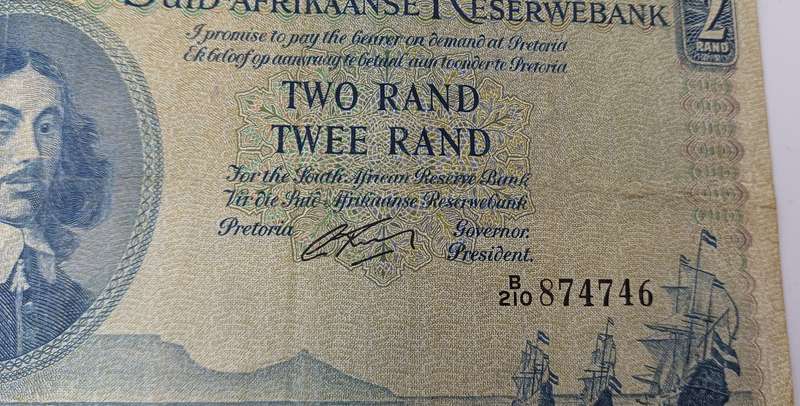 SUID-AFRIKAANSE RESERWEBANK
2
RAND
I promise to pay the bearer on demand at Pretoria
Ek beloof op aanvraag te betaal aan toonder te Pretoria
TWO RAND
TWEE RAND
For the South African Reserve Bank
Vir die Suid-Afrikaanse Reserwebank
Pretoria
Governor.
President.
B/210 874746